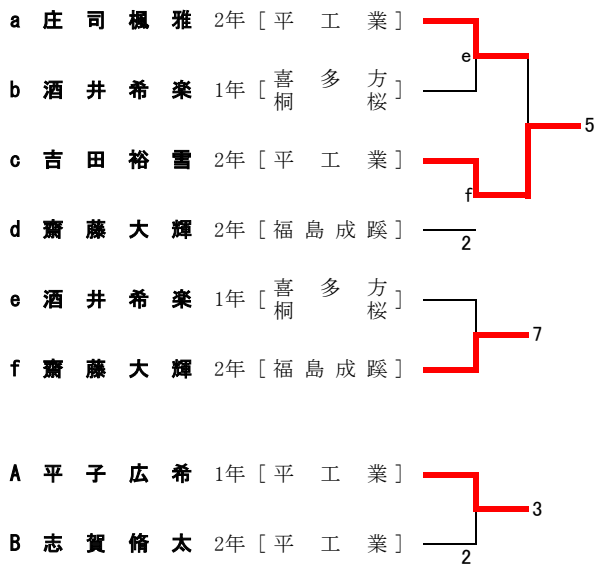 a 庄司楓雅 2年 [平工業]
e
b 酒井希楽 1年 [喜多方桐桜]
5
c 吉田裕雪 2年 [平工業]
f
d 齋藤大輝 2年 [福島成蹊]
2
e 酒井希楽 1年 [喜多方桐桜]
7
f 齋藤大輝 2年 [福島成蹊]
A 平子広希 1年 [平工業]
3
B 志賀脩太 2年 [平工業]
2